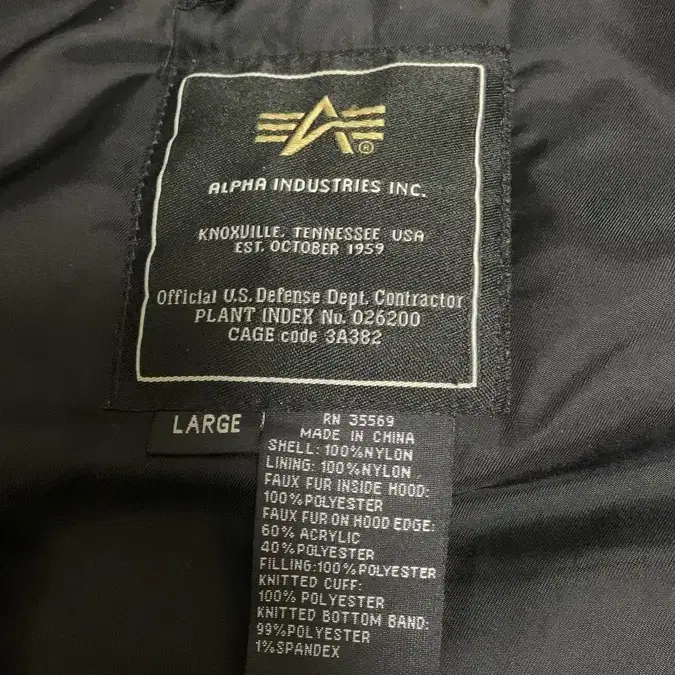 ®
ALPHA INDUSTRIES INC.
KNOXVILLE, TENNESSEE USA
EST. OCTOBER 1959
Official U.S. Defense Dept. Contractor
PLANT INDEX No. 026200
CAGE code 3A382
LARGE
RN 35569
MADE IN CHINA
SHELL: 100%NYLON
LINING: 100%NYLON
FAUX FUR INSIDE HOOD:
100%POLYESTER
FAUX FUR ON HOOD EDGE:
60% ACRYLIC
40%POLYESTER
FILLING:100%POLYESTER
KNITTED CUFF:
100% POLYESTER
KNITTED BOTTOM BAND:
99%POLYESTER
1%SPANDEX